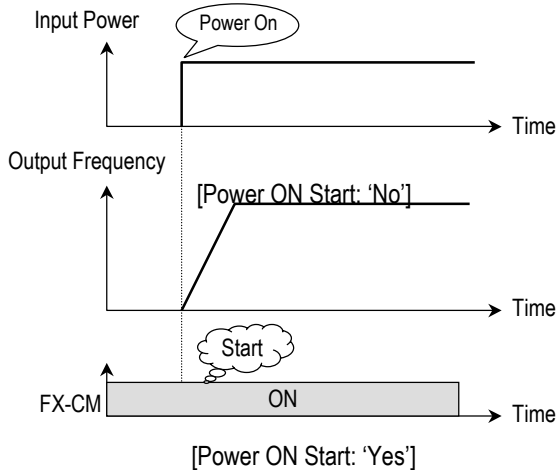 Input Power
Power On
Time
Output Frequency
[Power ON Start: 'No']
Time
Start
FX-CM
ON
Time
[Power ON Start: 'Yes']